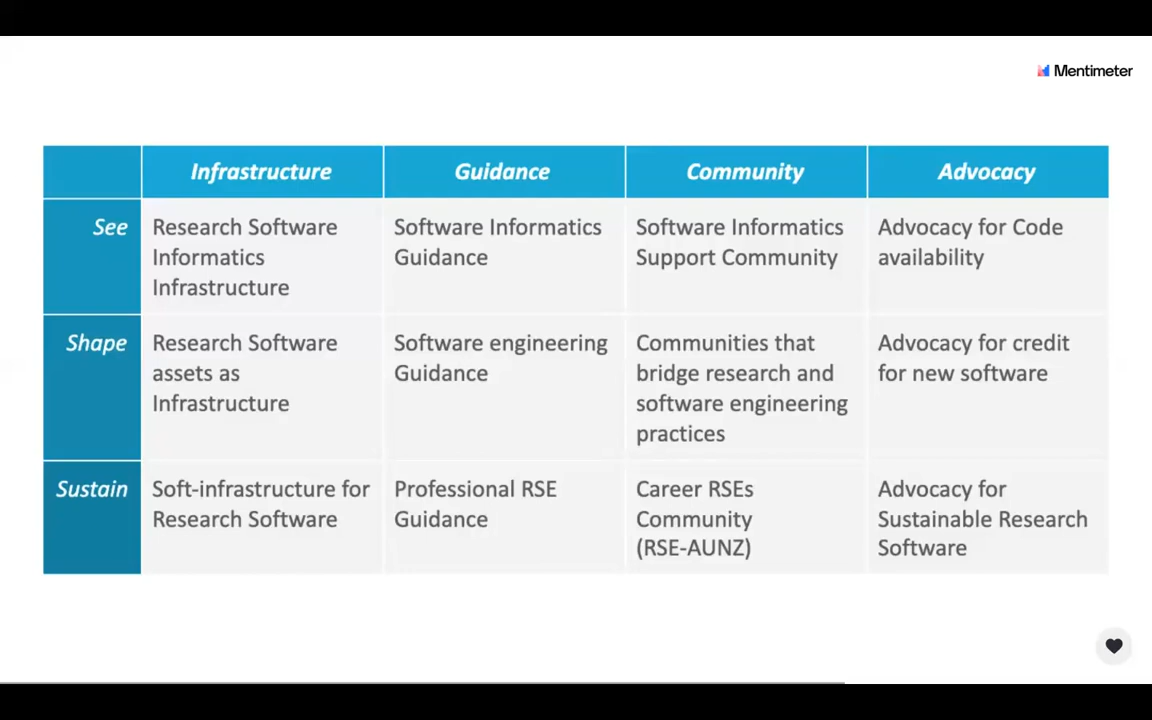 Mentimeter
Infrastructure
Guidance
Community
Advocacy
See
Research Software
Informatics
Infrastructure
Software Informatics
Guidance
Software Informatics
Support Community
Advocacy for Code
availability
Shape
Research Software
assets as
Infrastructure
Software engineering
Guidance
Communities that
bridge research and
software engineering
practices
Advocacy for credit
for new software
Sustain
Soft-infrastructure for
Research Software
Professional RSE
Guidance
Career RSEs
Community
(RSE-AUNZ)
Advocacy for
Sustainable Research
Software